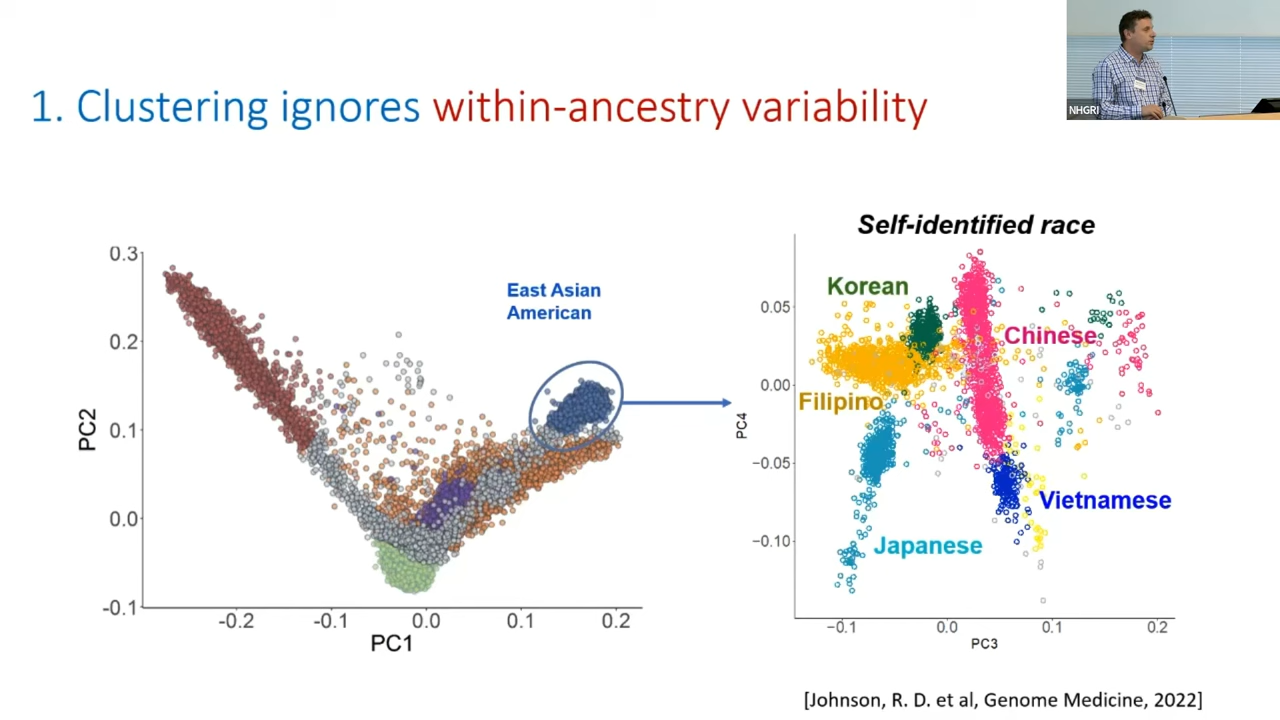 1. Clustering ignores within-ancestry variability
NHGRI
0.3
0.2
0.1
0.0
-0.1
PC2
-0.2
-0.1
0.0
0.1
0.2
PC1
East Asian
American
Self-identified race
Korean
Chinese
Filipino
Vietnamese
Japanese
0.05
0.00
−0.05
−0.10
PC4
−0.1
0.0
0.1
0.2
PC3
[Johnson, R. D. et al, Genome Medicine, 2022]